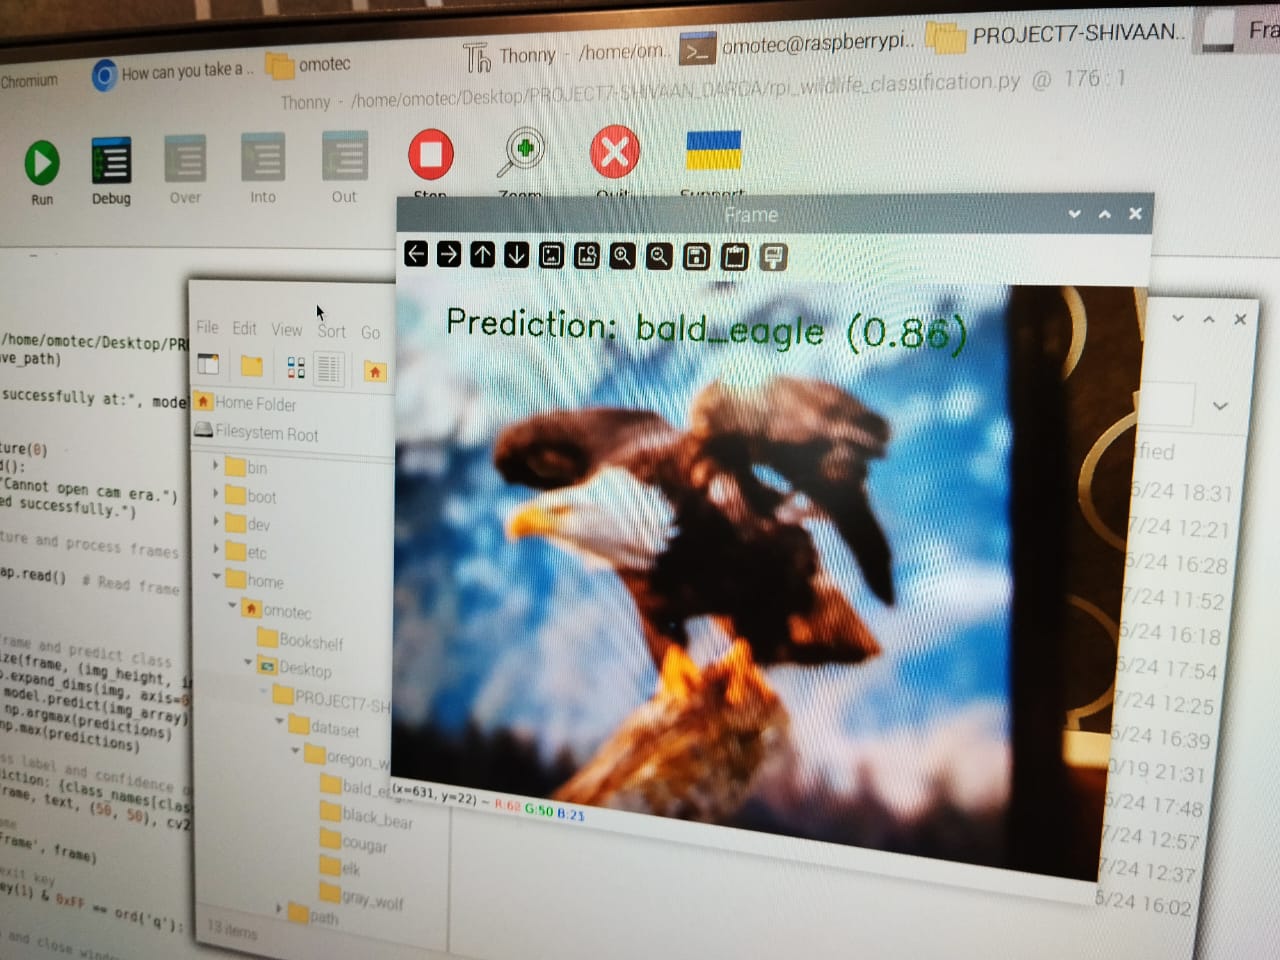 Chromium
How can you take a ..
omotec
Thonny - /home/om..
omotec@raspberrypi..
PROJECT7-SHIVAAN..
Fra
Thonny - /home/omotec/Desktop/PROJECT7-SHIVAAN_DARDA/rpi_wildlife_classification.py @ 176 : 1
Run
Debug
Over
Into
Out
Stop
Zoom
Quit
Support
Frame
Prediction: bald_eagle (0.86)
(x=631, y=22) ~ R:62 G:50 B:21
File Edit View Sort Go
Home Folder
Filesystem Root
bin
boot
dev
etc
home
omotec
Bookshelf
Desktop
PROJECT7-SH
dataset
oregon_w
bald_e
black_bear
cougar
elk
gray_wolf
path
13 items
/home/omotec/Desktop/PR
ve_path)
successfully at:", mode
ture(0)
d():
"Cannot open cam era.")
ed successfully.")
ture and process frames
ap.read() # Read frame
rame and predict class
ize(frame, (img_height, i
p.expand_dims(img, axis=0
model.predict(img_array)
np.argmax(predictions)
np.max(predictions)
ss label and confidence o
iction: {class_names[clas
frame, text, (50, 50), cv2
ame
Frame', frame)
exit key
ey(1) & 0xFF == ord('q'):
and close windo
fied
5/24 18:31
7/24 12:21
5/24 16:28
7/24 11:52
5/24 16:18
5/24 17:54
7/24 12:25
5/24 16:39
0/19 21:31
5/24 17:48
7/24 12:57
7/24 12:37
5/24 16:02